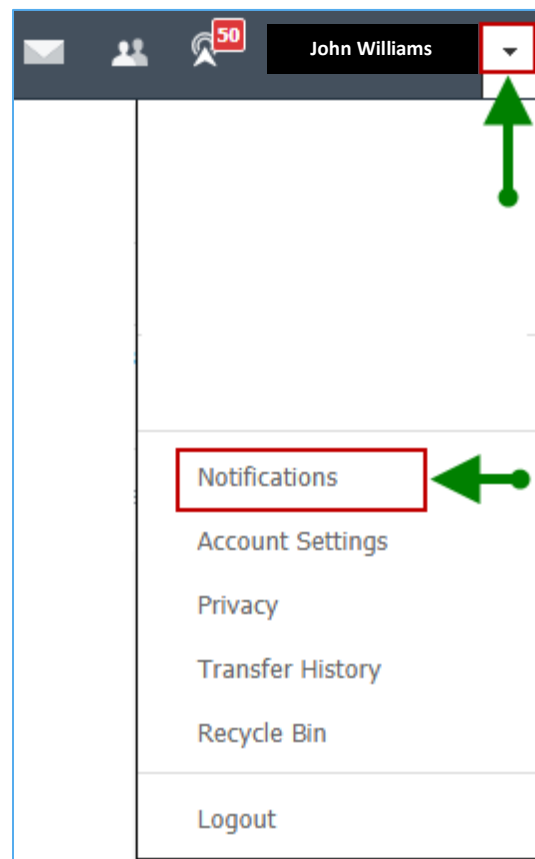 50
John Williams
Notifications
Account Settings
Privacy
Transfer History
Recycle Bin
Logout